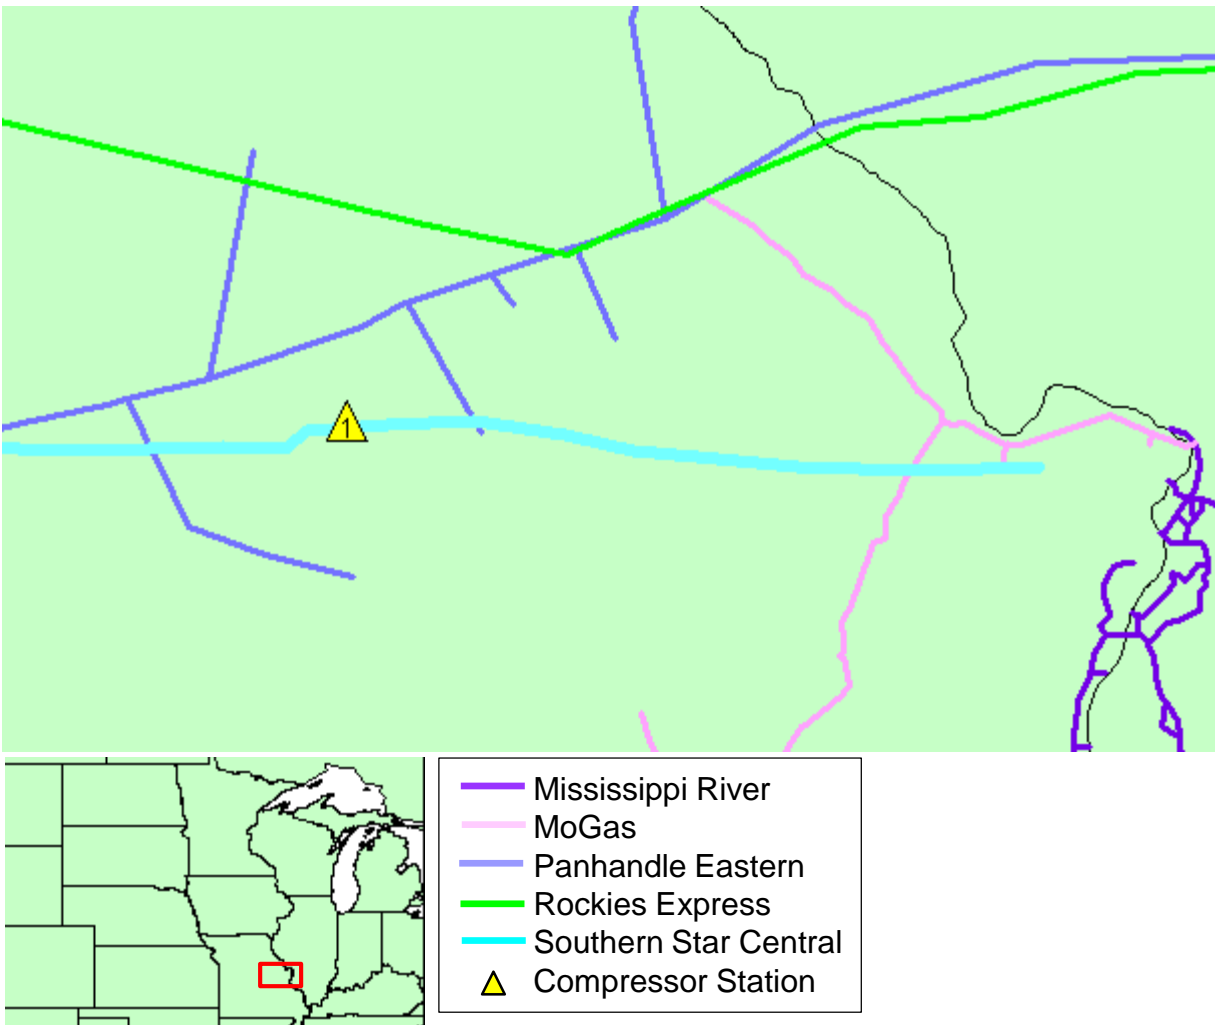 1
Mississippi River
MoGas
Panhandle Eastern
Rockies Express
Southern Star Central
Compressor Station